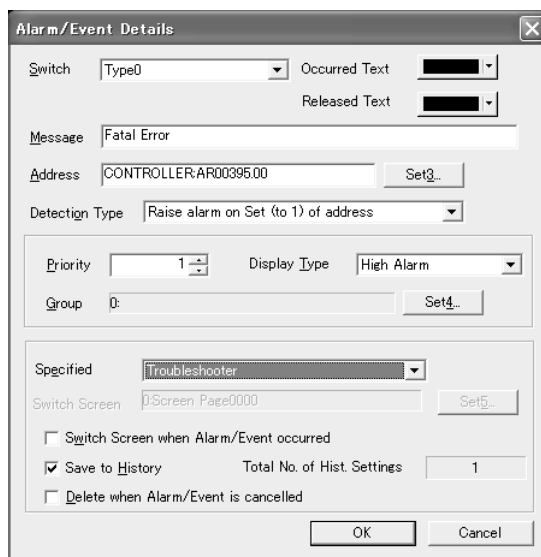 Alarm/Event Details
Switch Type0 Occurred Text
Released Text
Message Fatal Error
Address CONTROLLER:AR00395.00 Set3...
Detection Type Raise alarm on Set (to 1) of address
Priority 1 Display Type High Alarm
Group 0: Set4...
Specified Troubleshooter
Switch Screen 0:Screen Page0000 Set5...
Switch Screen when Alarm/Event occurred
Save to History Total No. of Hist. Settings 1
Delete when Alarm/Event is cancelled
OK Cancel